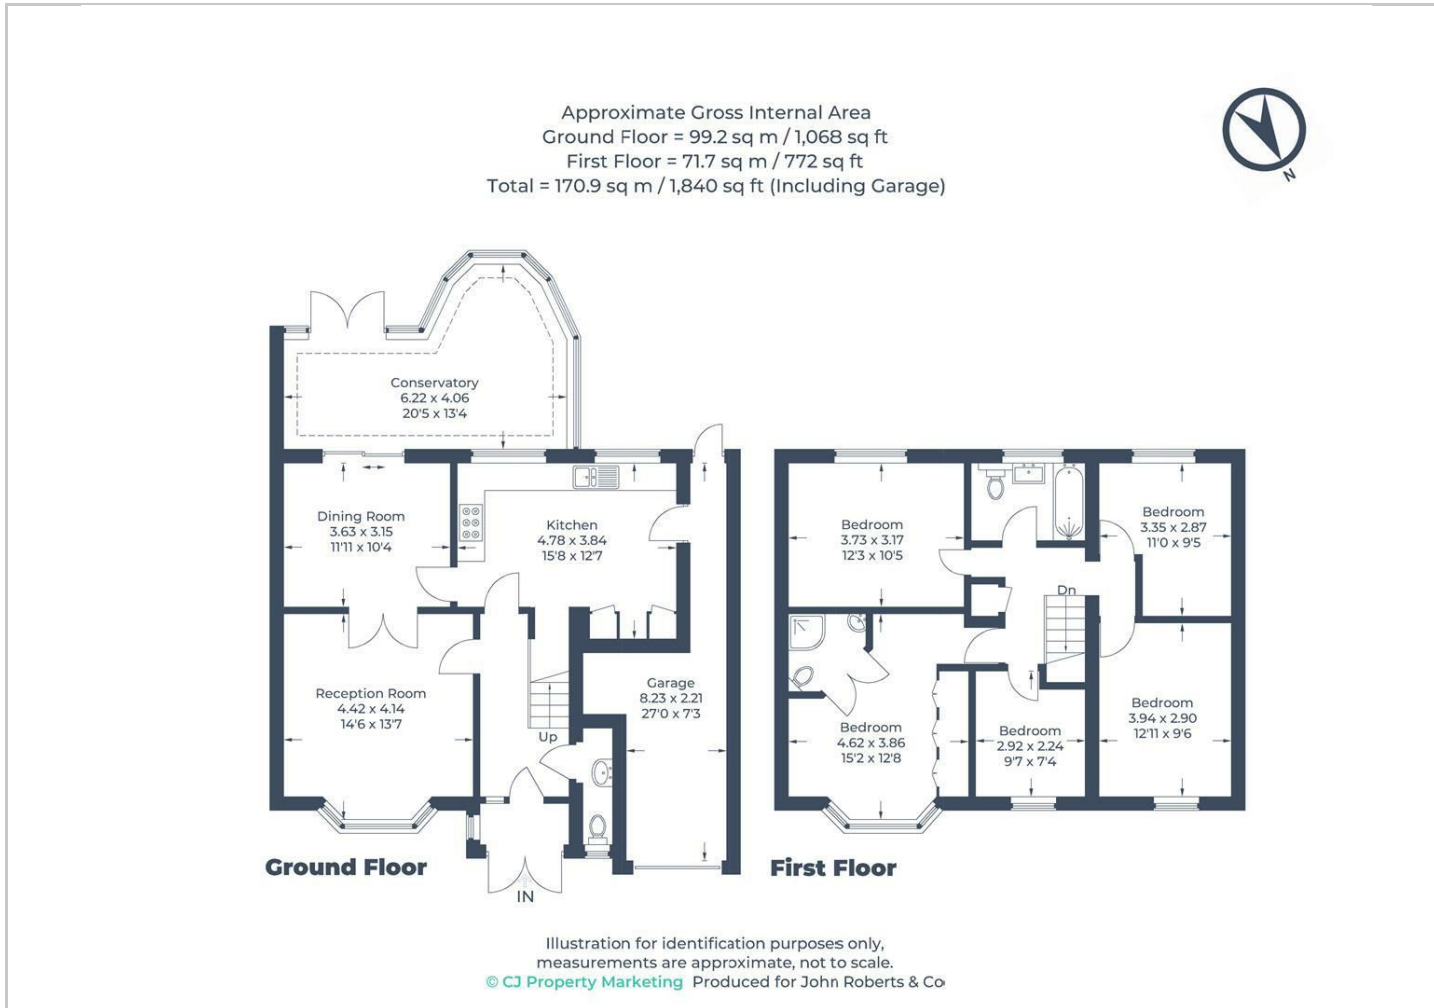 Approximate Gross Internal Area
Ground Floor = 99.2 sq m / 1,068 sq ft
First Floor = 71.7 sq m / 772 sq ft
Total = 170.9 sq m / 1,840 sq ft (Including Garage)
N
Conservatory
6.22 x 4.06
20'5 x 13'4
Dining Room
3.63 x 3.15
11'11 x 10'4
Kitchen
4.78 x 3.84
15'8 x 12'7
Reception Room
4.42 x 4.14
14'6 x 13'7
Up
Garage
8.23 x 2.21
27'0 x 7'3
IN
Ground Floor
Bedroom
3.73 x 3.17
12'3 x 10'5
Bedroom
3.35 x 2.87
11'0 x 9'5
Dn
Bedroom
4.62 x 3.86
15'2 x 12'8
Bedroom
2.92 x 2.24
9'7 x 7'4
Bedroom
3.94 x 2.90
12'11 x 9'6
First Floor
Illustration for identification purposes only,
measurements are approximate, not to scale.
© CJ Property Marketing Produced for John Roberts & Co